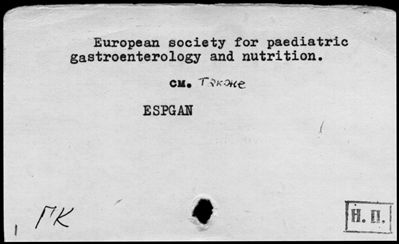 European society for paediatric
gastroenterology and nutrition.
см. также
ESPGAN
ГК
Н. П.